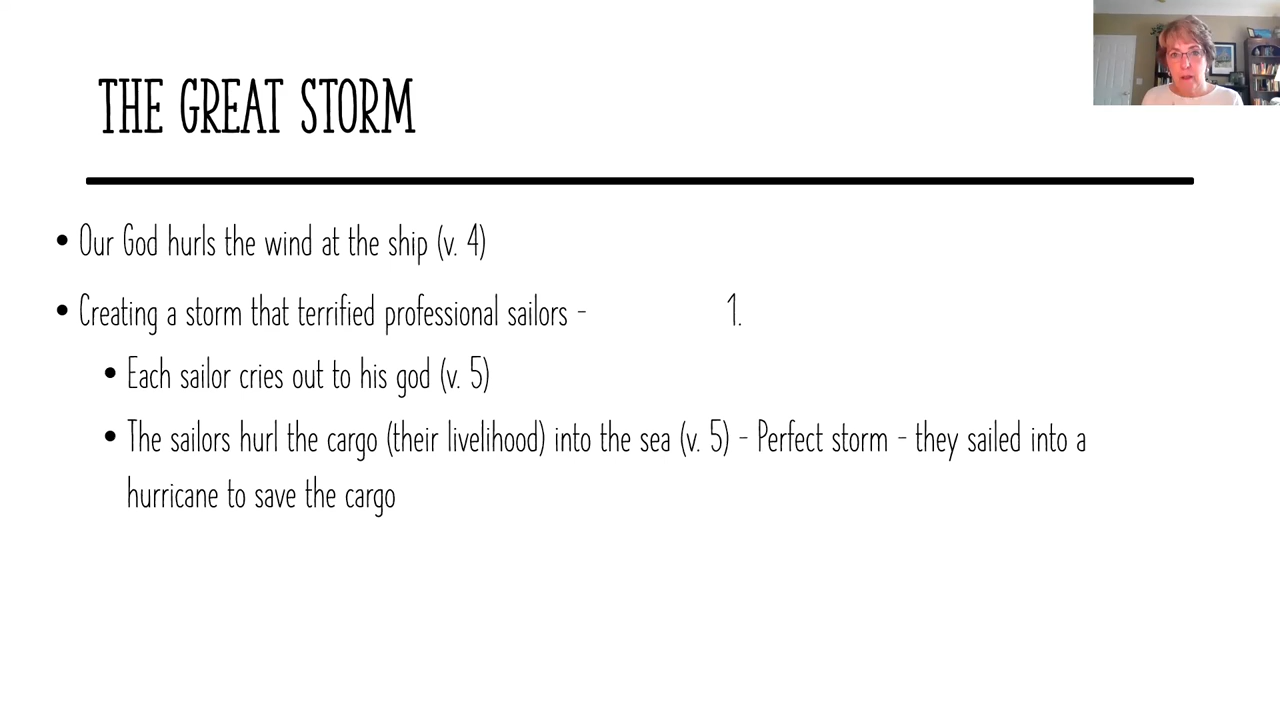 THE GREAT STORM
• Our God hurls the wind at the ship (v. 4)
• Creating a storm that terrified professional sailors - 1.
• Each sailor cries out to his god (v. 5)
• The sailors hurl the cargo (their livelihood) into the sea (v. 5) - Perfect storm - they sailed into a
hurricane to save the cargo